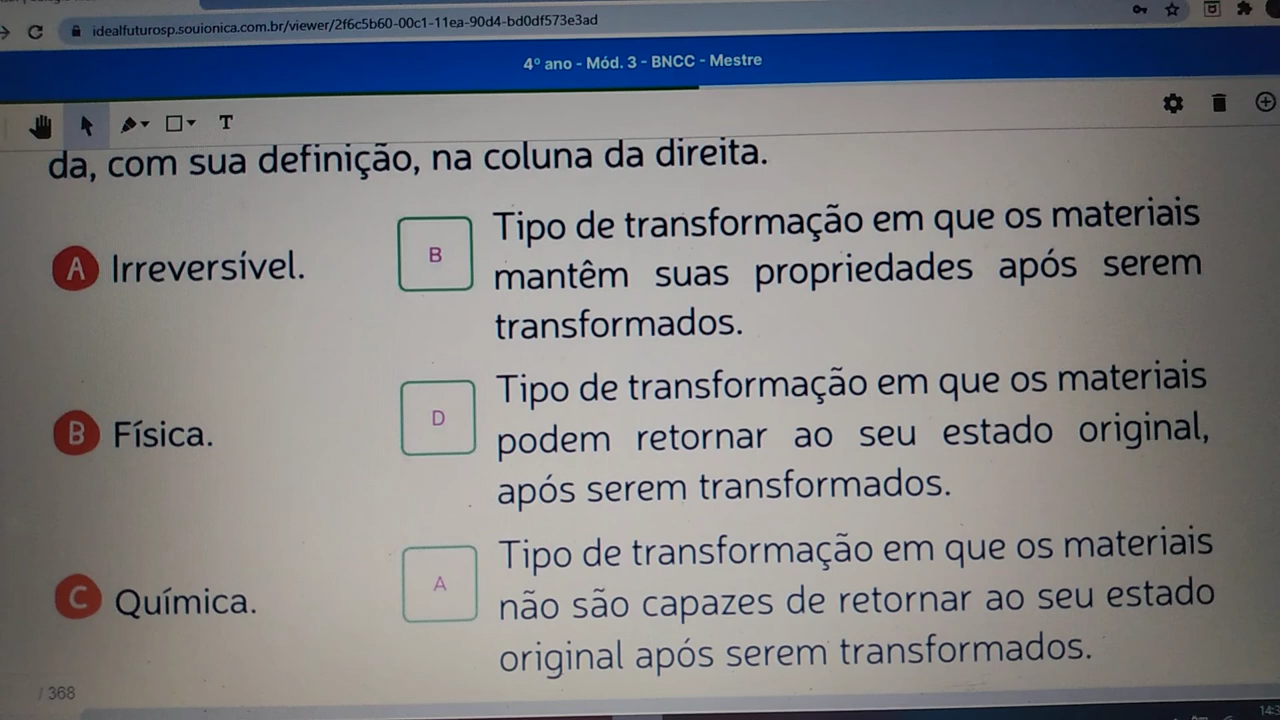 idealfuturosp.souionica.com.br/viewer/2f6c5b60-00c1-11ea-90d4-bd0df573e3ad
4º ano - Mód. 3 - BNCC - Mestre
T
da, com sua definição, na coluna da direita.
A Irreversível.
B
Tipo de transformação em que os materiais
mantêm suas propriedades após serem
transformados.
B Física.
D
Tipo de transformação em que os materiais
podem retornar ao seu estado original,
após serem transformados.
C Química.
A
Tipo de transformação em que os materiais
não são capazes de retornar ao seu estado
original após serem transformados.
/ 368